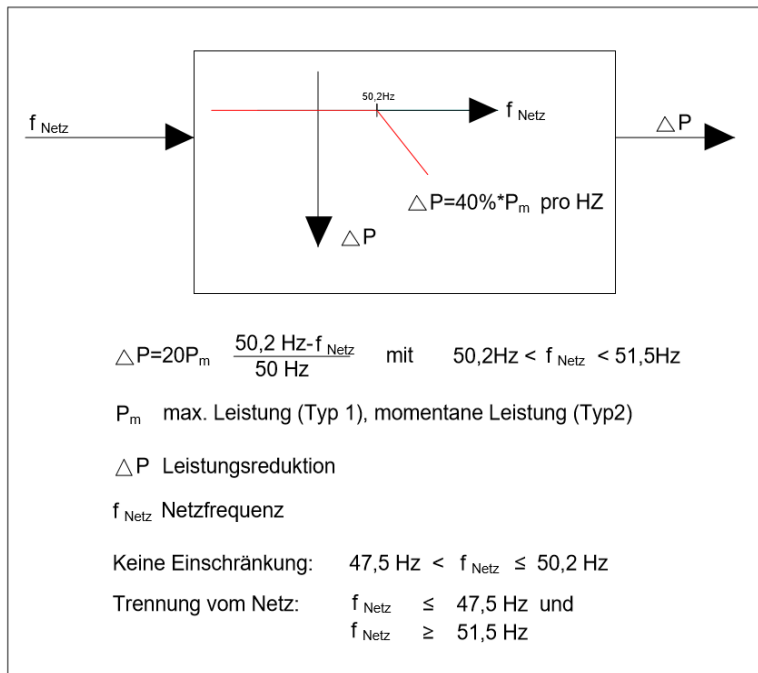 f Netz
50,2Hz
f Netz
△P
△P=40%*Pm pro HZ
△P
△P=20Pm 50,2 Hz-f Netz / 50 Hz mit 50,2Hz < f Netz < 51,5Hz
Pm max. Leistung (Typ 1), momentane Leistung (Typ2)
△P Leistungsreduktion
f Netz Netzfrequenz
Keine Einschränkung: 47,5 Hz < f Netz ≤ 50,2 Hz
Trennung vom Netz: f Netz ≤ 47,5 Hz und
f Netz ≥ 51,5 Hz